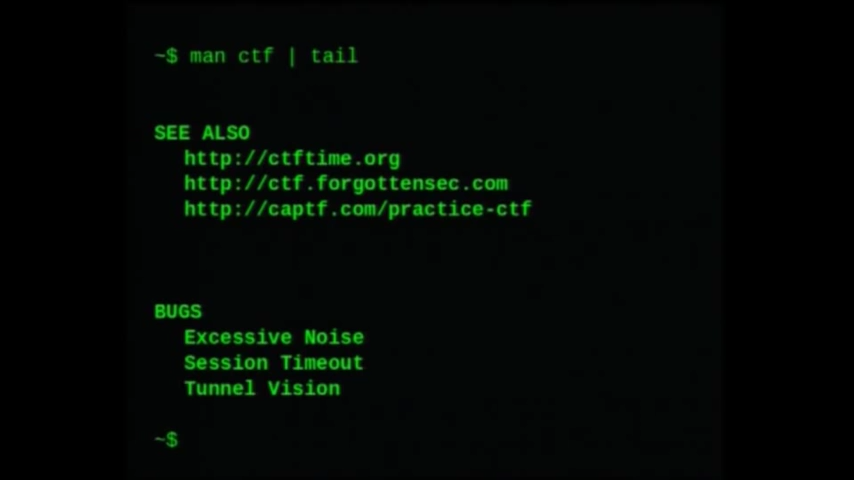 ~$ man ctf | tail
SEE ALSO
http://ctftime.org
http://ctf.forgottensec.com
http://captf.com/practice-ctf
BUGS
Excessive Noise
Session Timeout
Tunnel Vision
~$